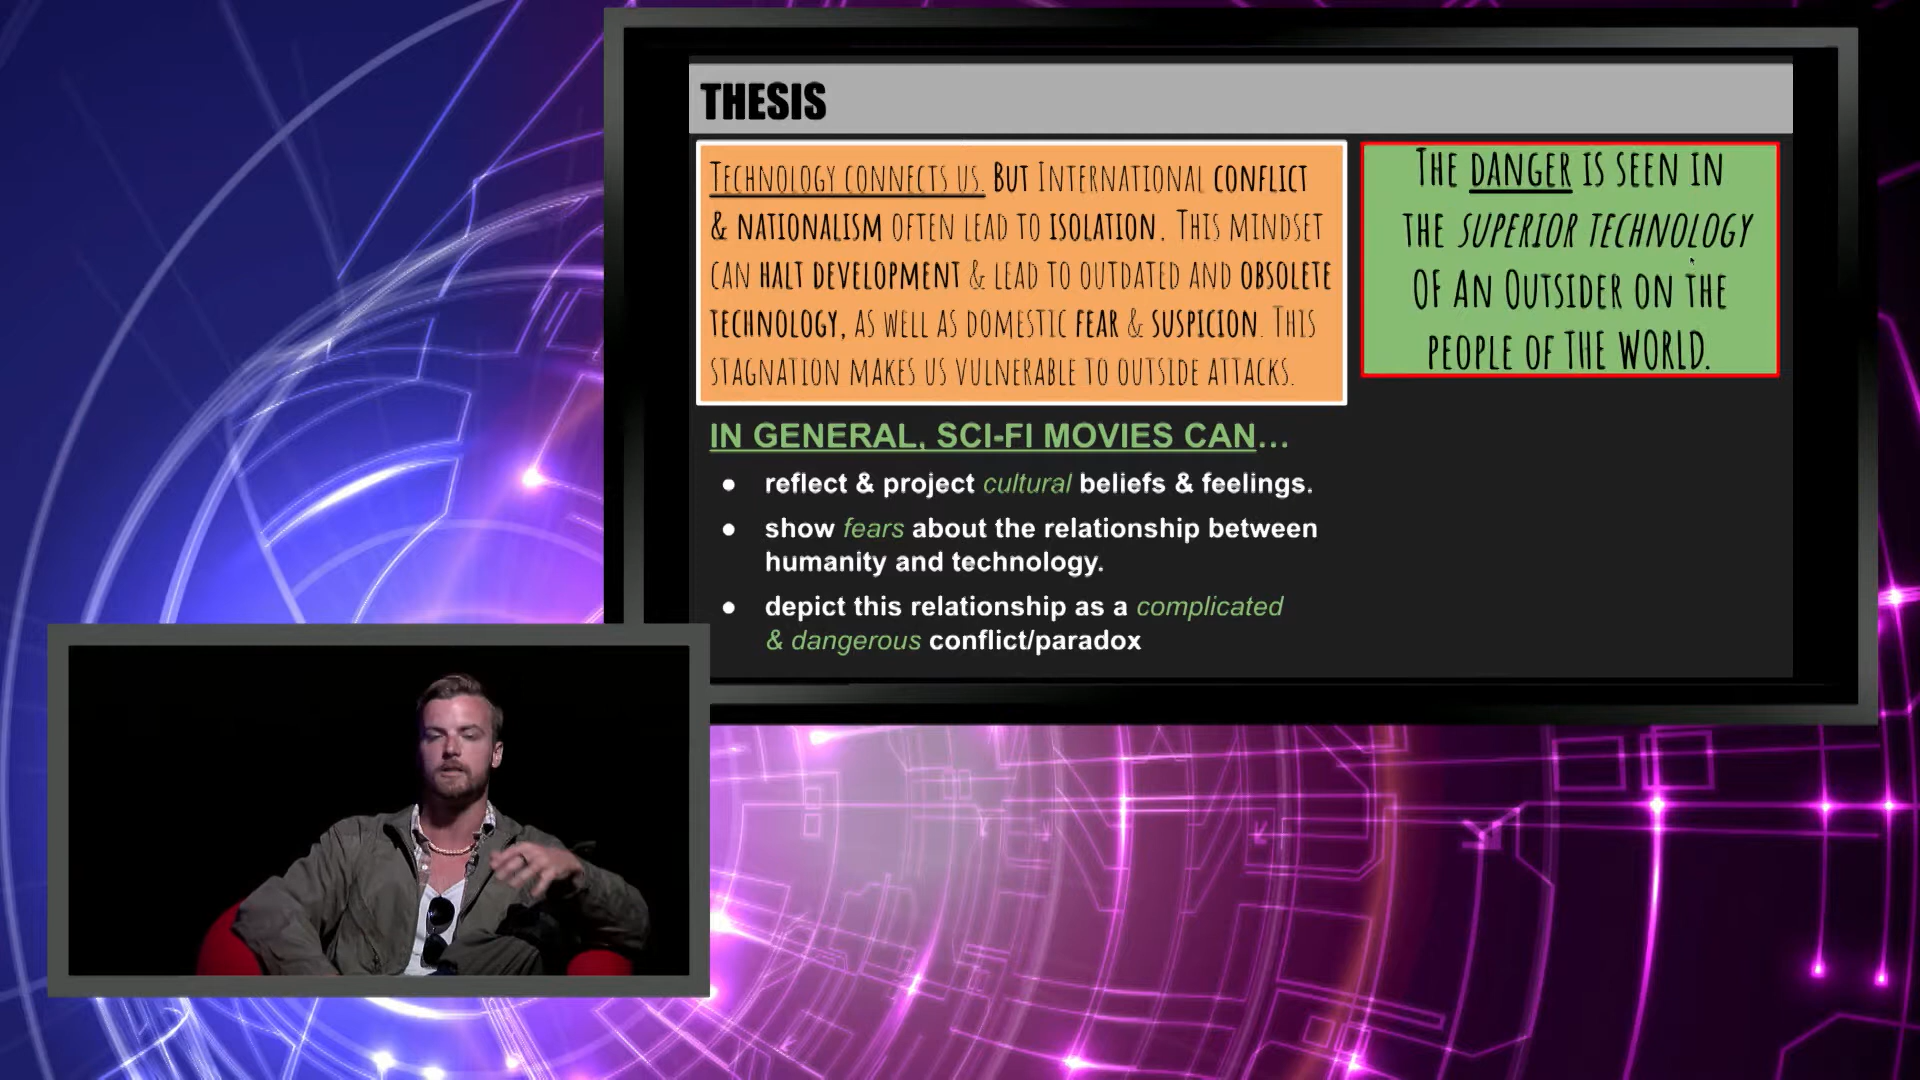 THESIS
TECHNOLOGY CONNECTS US. BUT INTERNATIONAL CONFLICT
& NATIONALISM OFTEN LEAD TO ISOLATION. THIS MINDSET
CAN HALT DEVELOPMENT & LEAD TO OUTDATED AND OBSOLETE
TECHNOLOGY, AS WELL AS DOMESTIC FEAR & SUSPICION. THIS
STAGNATION MAKES US VULNERABLE TO OUTSIDE ATTACKS.
THE DANGER IS SEEN IN
THE SUPERIOR TECHNOLOGY
OF AN OUTSIDER ON THE
PEOPLE OF THE WORLD.
IN GENERAL, SCI-FI MOVIES CAN...
● reflect & project cultural beliefs & feelings.
● show fears about the relationship between
humanity and technology.
● depict this relationship as a complicated
& dangerous conflict/paradox